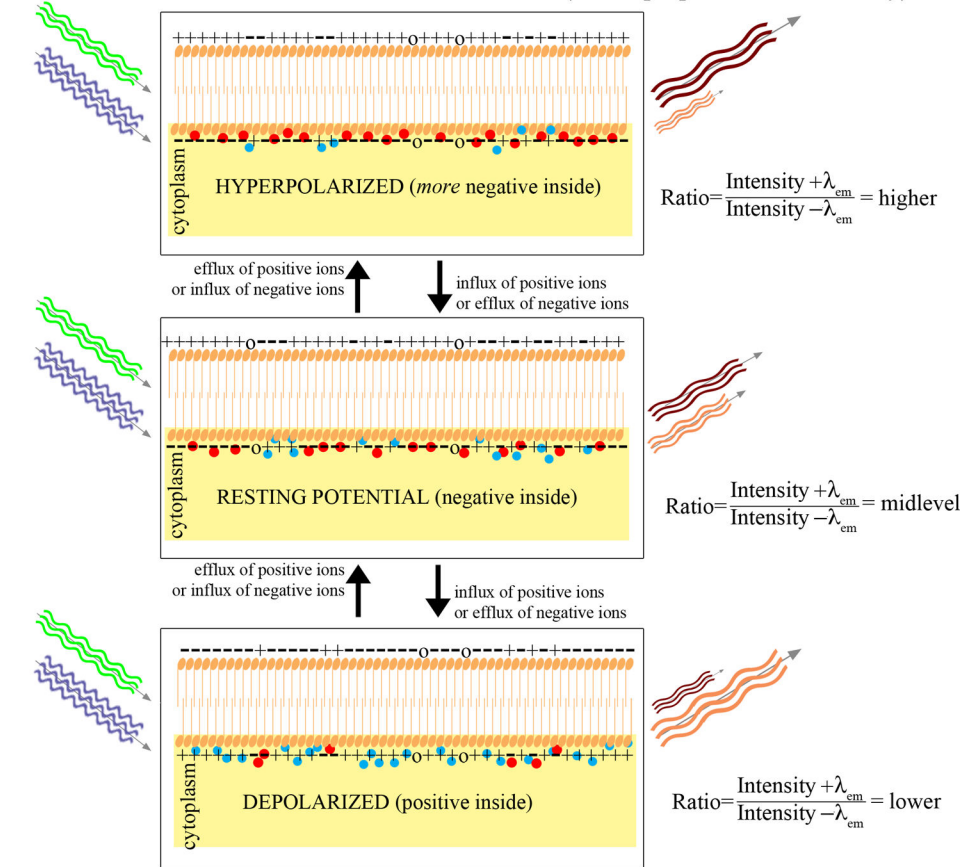 cytoplasm
HYPERPOLARIZED (more negative inside)
Ratio= Intensity +λem / Intensity −λem = higher
efflux of positive ions
or influx of negative ions
influx of positive ions
or efflux of negative ions
cytoplasm
RESTING POTENTIAL (negative inside)
Ratio= Intensity +λem / Intensity −λem = midlevel
efflux of positive ions
or influx of negative ions
influx of positive ions
or efflux of negative ions
cytoplasm
DEPOLARIZED (positive inside)
Ratio= Intensity +λem / Intensity −λem = lower